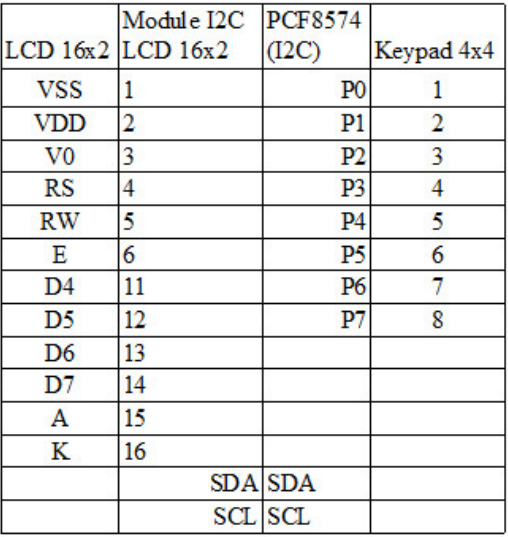 LCD 16x2 Module I2C LCD 16x2 PCF8574 (I2C) Keypad 4x4
VSS 1 P0 1
VDD 2 P1 2
V0 3 P2 3
RS 4 P3 4
RW 5 P4 5
E 6 P5 6
D4 11 P6 7
D5 12 P7 8
D6 13
D7 14
A 15
K 16
SDA SDA
SCL SCL